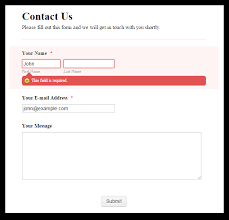 Contact Us
Please fill out this form and we will get in touch with you shortly.
Your Name *
John
First Name Last Name
This field is required.
Your E-mail Address *
john@example.com
Your Message
Submit